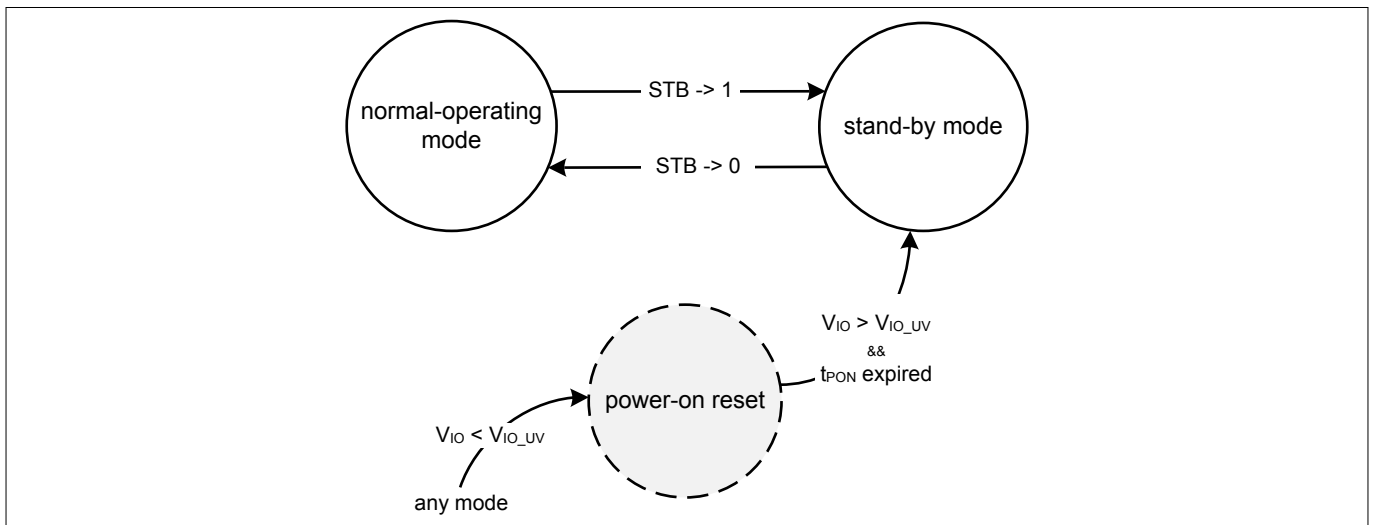 STB -> 1
normal-operating
mode
stand-by mode
STB -> 0
VIO > VIO_UV
&&
tPON expired
power-on reset
VIO < VIO_UV
any mode